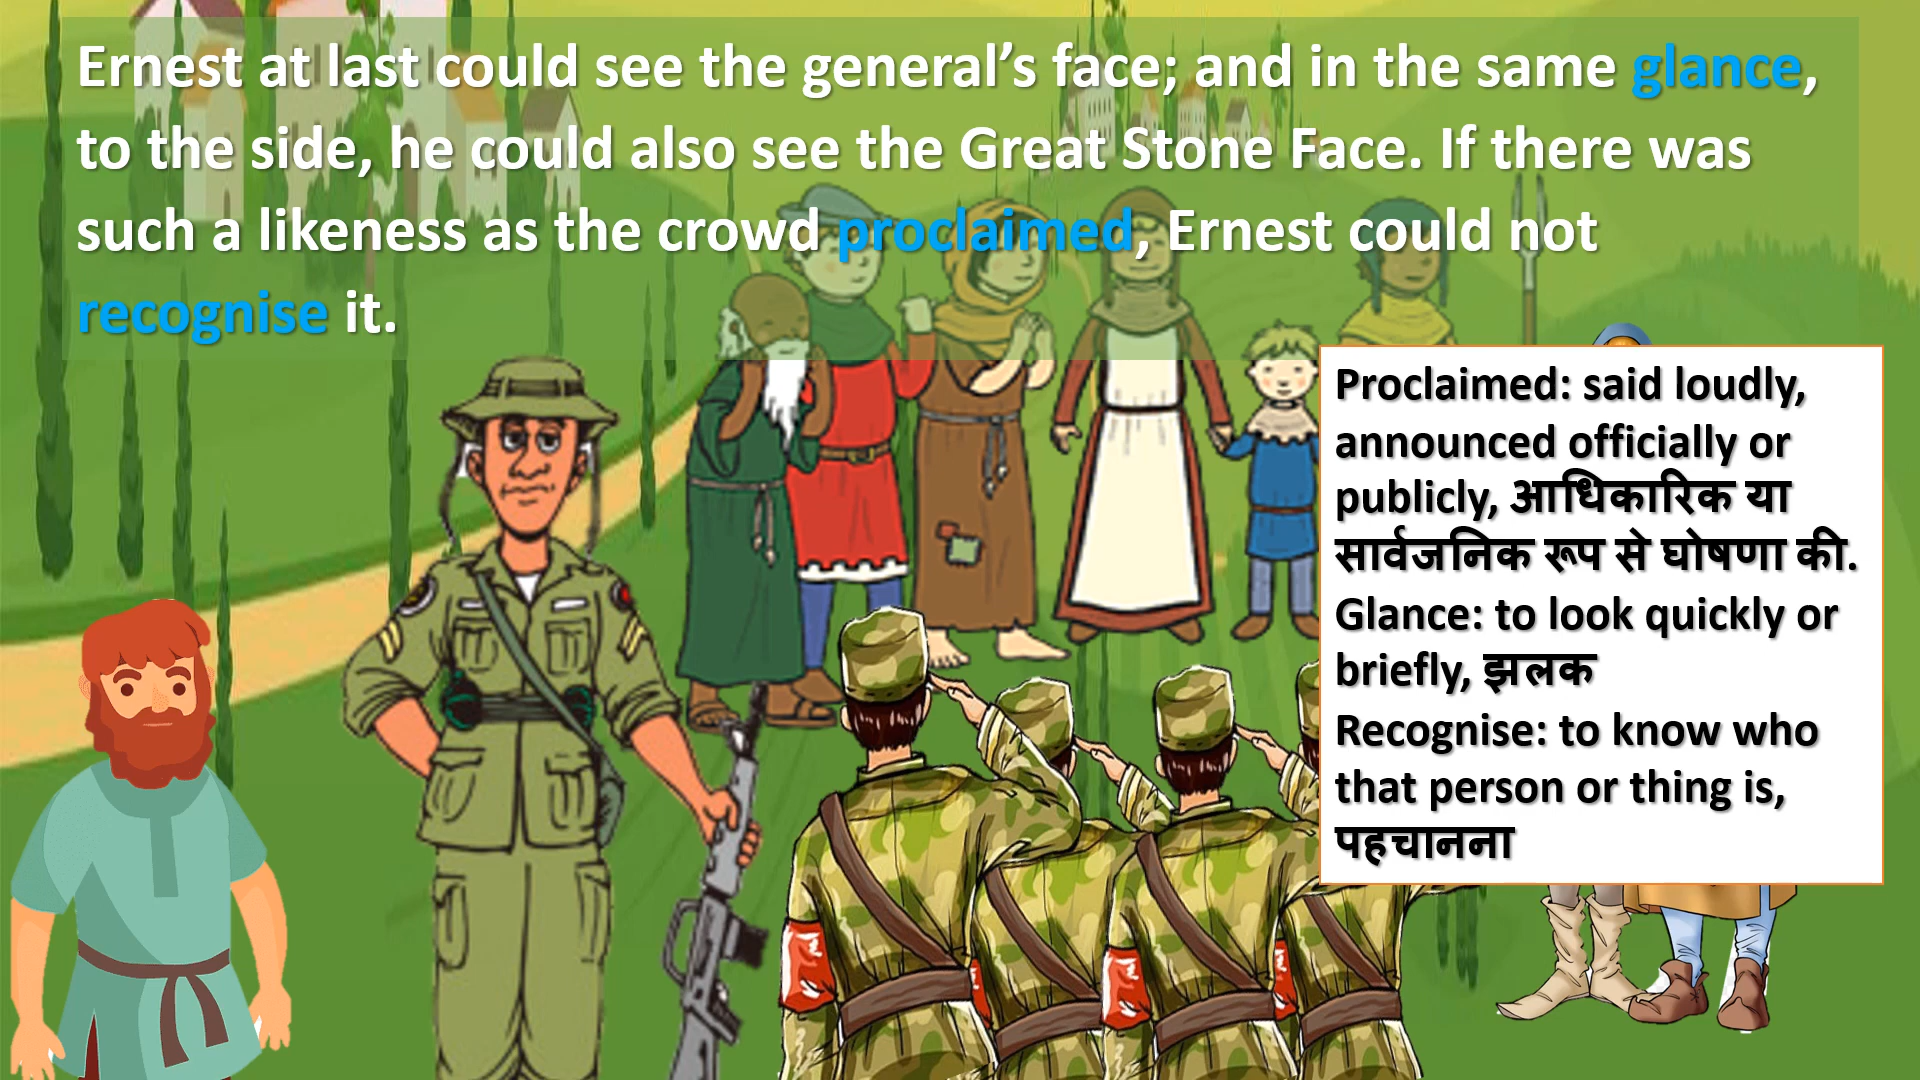 Ernest at last could see the general’s face; and in the same glance,
to the side, he could also see the Great Stone Face. If there was
such a likeness as the crowd proclaimed, Ernest could not
recognise it.
Proclaimed: said loudly,
announced officially or
publicly, आधिकारिक या
सार्वजनिक रूप से घोषणा की.
Glance: to look quickly or
briefly, झलक
Recognise: to know who
that person or thing is,
पहचानना